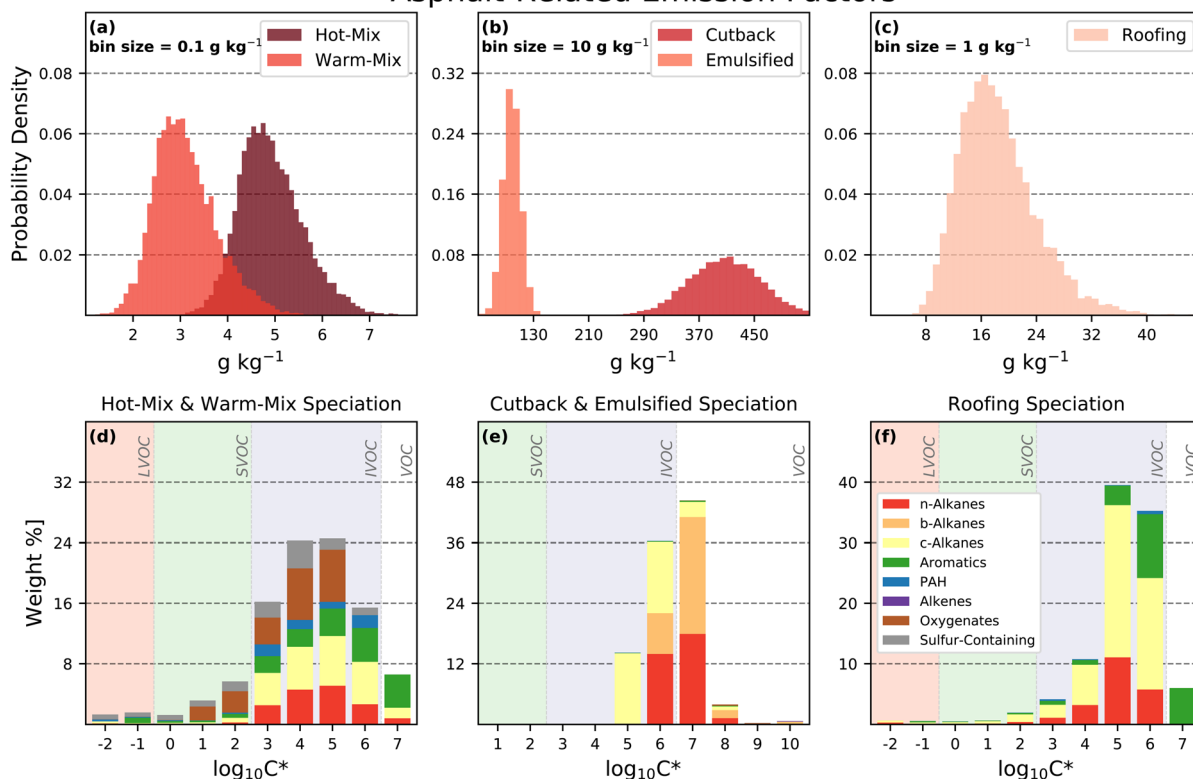 Asphalt-Related Emission Factors
(a)
bin size = 0.1 g kg⁻¹
Hot-Mix
Warm-Mix
(b)
bin size = 10 g kg⁻¹
Cutback
Emulsified
(c)
bin size = 1 g kg⁻¹
Roofing
Probability Density
0.08
0.06
0.04
0.02
2 3 4 5 6 7
g kg⁻¹
0.32
0.24
0.16
0.08
130 210 290 370 450
g kg⁻¹
0.08
0.06
0.04
0.02
8 16 24 32 40
g kg⁻¹
Hot-Mix & Warm-Mix Speciation
(d)
LVOC
SVOC
IVOC
VOC
Weight %]
32
24
16
8
-2 -1 0 1 2 3 4 5 6 7
log₁₀C*
Cutback & Emulsified Speciation
(e)
SVOC
IVOC
VOC
48
36
24
12
1 2 3 4 5 6 7 8 9 10
log₁₀C*
Roofing Speciation
(f)
LVOC
SVOC
IVOC
40
30
20
10
n-Alkanes
b-Alkanes
c-Alkanes
Aromatics
PAH
Alkenes
Oxygenates
Sulfur-Containing
-2 -1 0 1 2 3 4 5 6 7
log₁₀C*